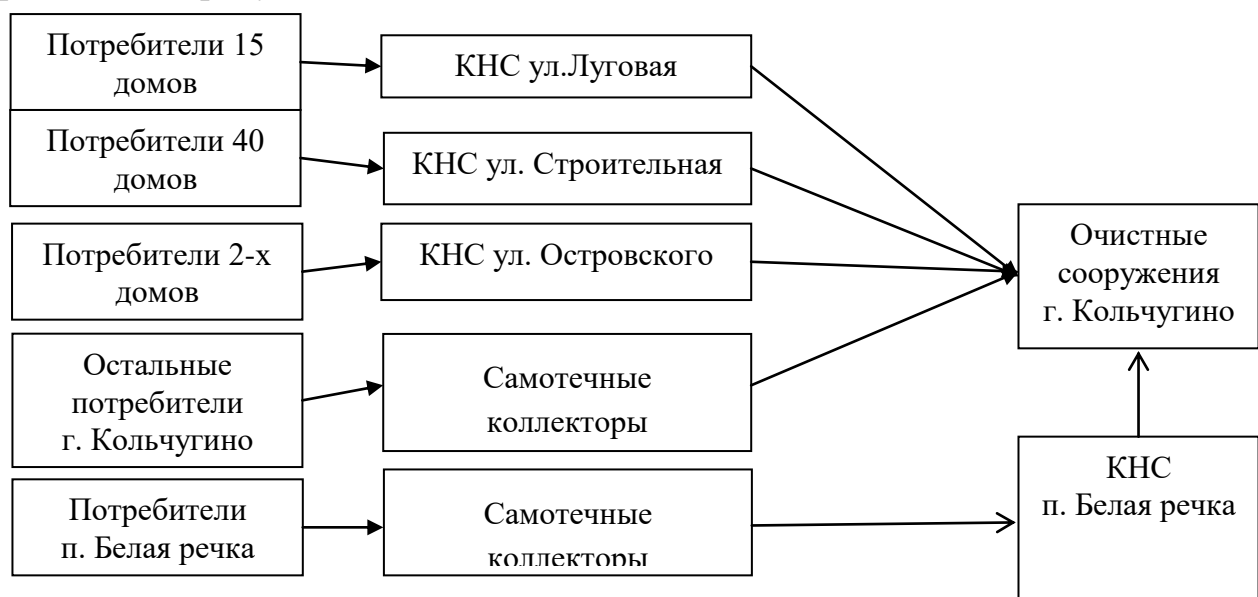 Потребители 15
домов
КНС ул.Луговая
Потребители 40
домов
КНС ул. Строительная
Потребители 2-х
домов
КНС ул. Островского
Очистные
сооружения
г. Кольчугино
Остальные
потребители
г. Кольчугино
Самотечные
коллекторы
Потребители
п. Белая речка
Самотечные
коллекторы
КНС
п. Белая речка